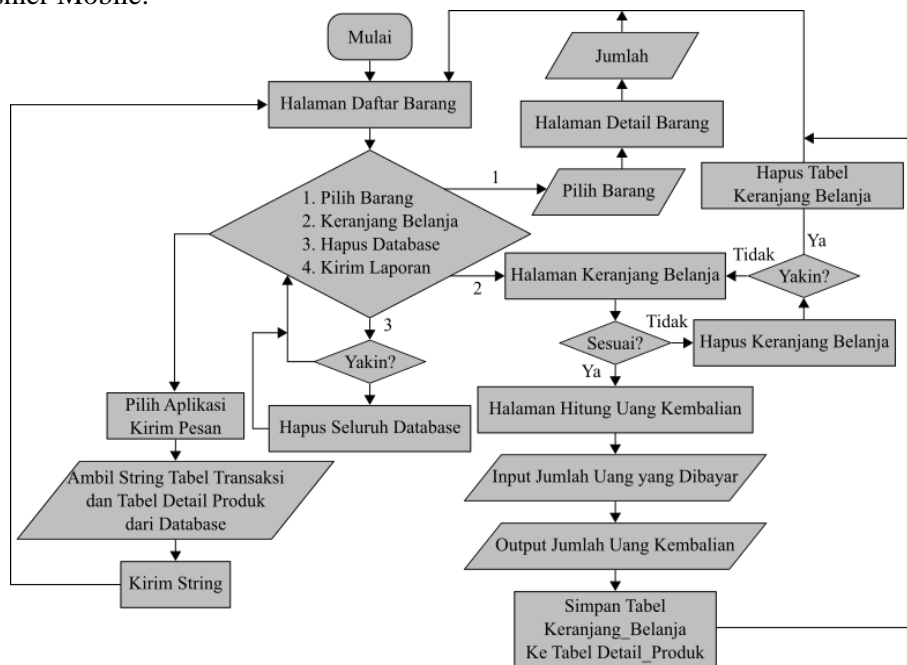 Mulai
Halaman Daftar Barang
1. Pilih Barang
2. Keranjang Belanja
3. Hapus Database
4. Kirim Laporan
1
Pilih Barang
Halaman Detail Barang
Jumlah
2
Halaman Keranjang Belanja
Sesuai?
Tidak
Hapus Keranjang Belanja
Yakin?
Tidak
Ya
Hapus Tabel
Keranjang Belanja
Ya
Halaman Hitung Uang Kembalian
Input Jumlah Uang yang Dibayar
Output Jumlah Uang Kembalian
Simpan Tabel
Keranjang_Belanja
Ke Tabel Detail_Produk
3
Yakin?
Hapus Seluruh Database
Pilih Aplikasi
Kirim Pesan
Ambil String Tabel Transaksi
dan Tabel Detail Produk
dari Database
Kirim String